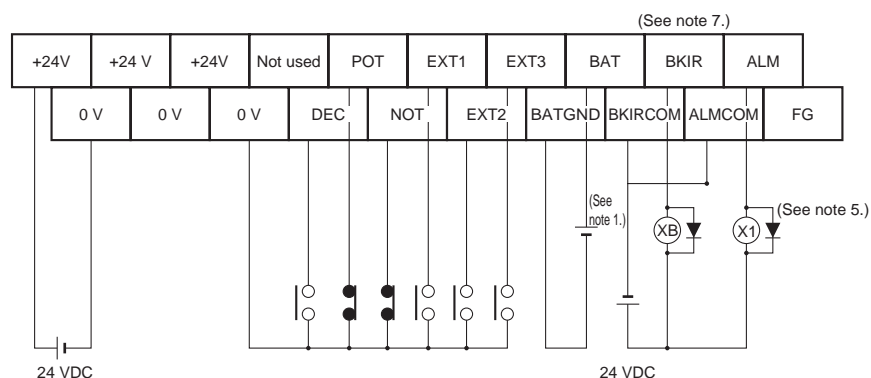 (See note 7.)
+24V +24 V +24V Not used POT EXT1 EXT3 BAT BKIR ALM
0 V 0 V 0 V DEC NOT EXT2 BATGND BKIRCOM ALMCOM FG
(See
note 1.)
(See note 5.)
XB X1
24 VDC 24 VDC